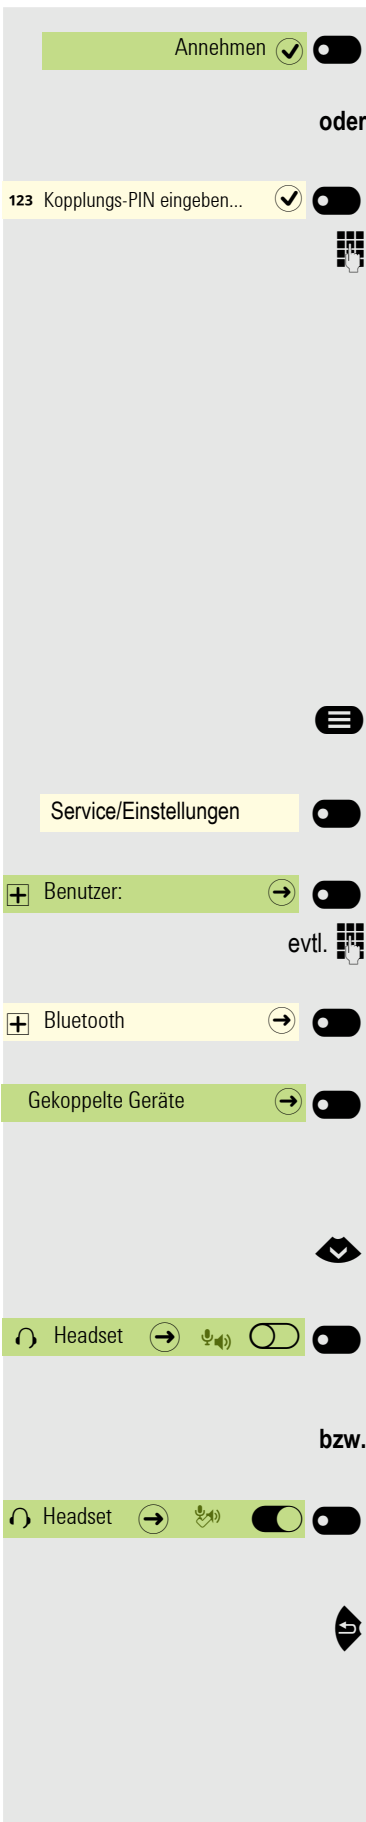 Annehmen
oder
123 Kopplungs-PIN eingeben...
Service/Einstellungen
Benutzer:
evtl.
Bluetooth
Gekoppelte Geräte
Headset
bzw.
Headset